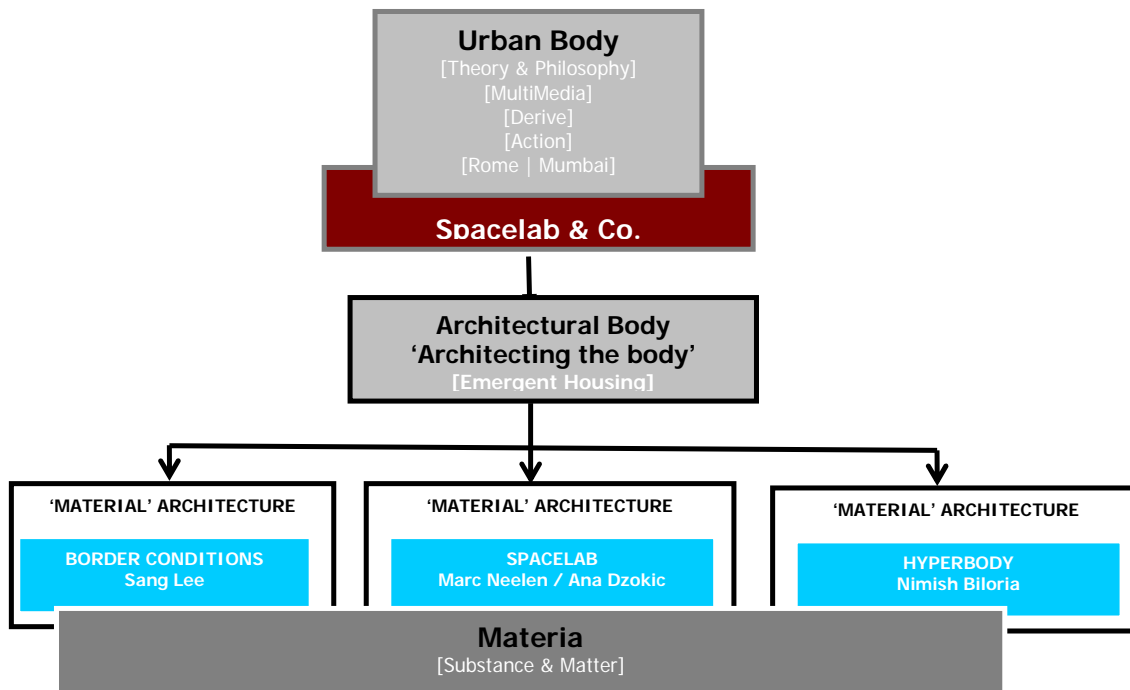 Urban Body
[Theory & Philosophy]
[MultiMedia]
[Derive]
[Action]
[Rome | Mumbai]
Spacelab & Co.
Architectural Body
‘Architecting the body’
[Emergent Housing]
‘MATERIAL’ ARCHITECTURE
BORDER CONDITIONS
Sang Lee
‘MATERIAL’ ARCHITECTURE
SPACELAB
Marc Neelen / Ana Dzokic
‘MATERIAL’ ARCHITECTURE
HYPERBODY
Nimish Biloria
Materia
[Substance & Matter]